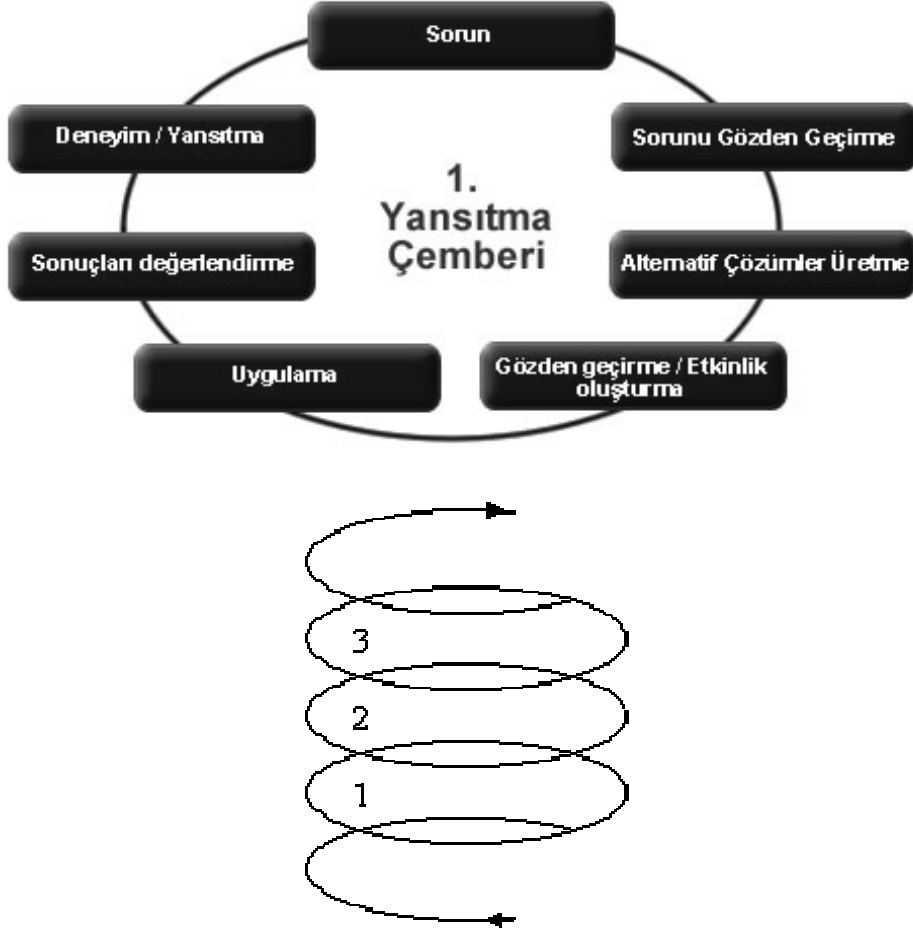 Sorun
Deneyim / Yansıtma
Sorunu Gözden Geçirme
1.
Yansıtma
Çemberi
Sonuçları değerlendirme
Alternatif Çözümler Üretme
Uygulama
Gözden geçirme / Etkinlik
oluşturma
3
2
1